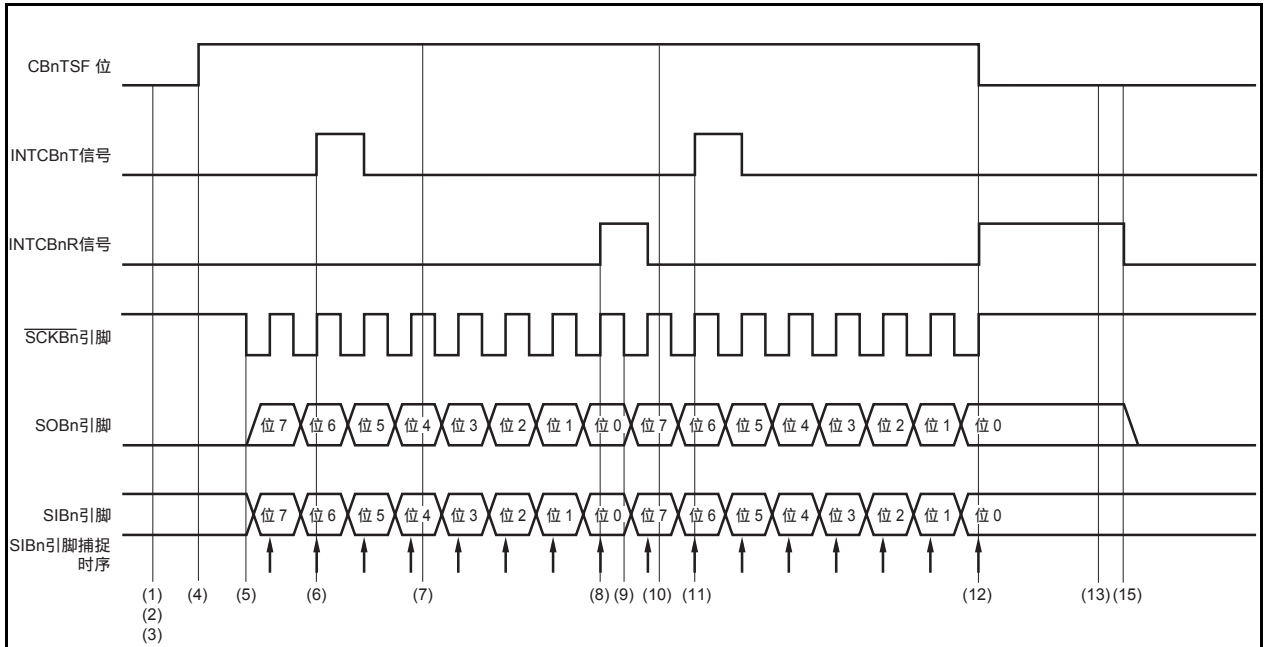 CBnTSF 位
INTCBnT信号
INTCBnR信号
SCKBn引脚
SOBn引脚
位 7 位 6 位 5 位 4 位 3 位 2 位 1 位 0 位 7 位 6 位 5 位 4 位 3 位 2 位 1 位 0
SIBn引脚
位 7 位 6 位 5 位 4 位 3 位 2 位 1 位 0 位 7 位 6 位 5 位 4 位 3 位 2 位 1 位 0
SIBn引脚捕捉
时序
(1) (4) (5) (6) (7) (8) (9) (10) (11) (12) (13) (15)
(2)
(3)